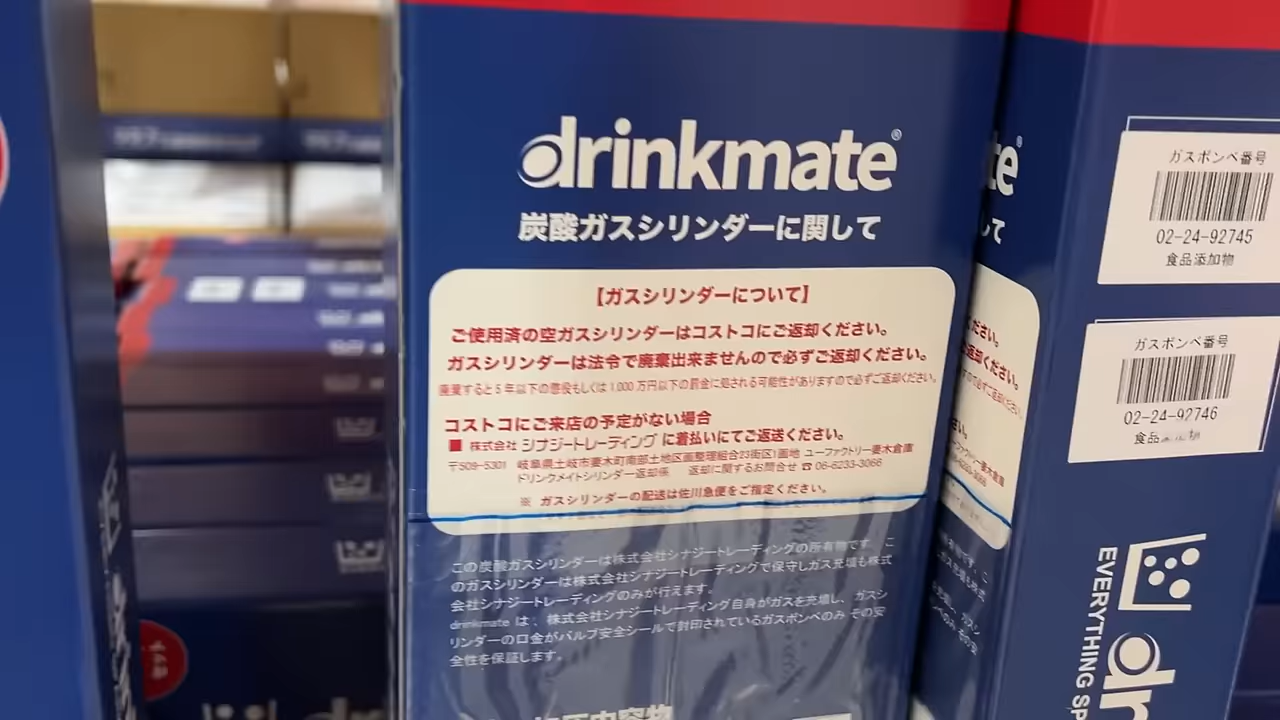 drinkmate®
炭酸ガスシリンダーに関して
【ガスシリンダーについて】
ご使用済の空ガスシリンダーはコストコにご返却ください。
ガスシリンダーは法令で廃棄出来ませんので必ずご返却ください。
廃棄すると5年以下の懲役もしくは1,000万円以下の罰金に処される可能性がありますので必ずご返却ください。
コストコにご来店の予定がない場合
■ 株式会社 シナジートレーディング に着払いにてご返送ください。
〒509-5301 岐阜県土岐市妻木町南部土地区画整理組合23街区1画地 ユーファクトリー妻木倉庫
ドリンクメイトシリンダー返却係 返却に関するお問合せ ☎ 06-6233-3066
※ ガスシリンダーの配送は佐川急便をご指定ください。
この炭酸ガスシリンダーは株式会社シナジートレーディングの所有物です。こ
のガスシリンダーは株式会社シナジートレーディングで保守しガス充填も株式
会社シナジートレーディングのみが行えます。
drinkmate は、株式会社シナジートレーディング自身がガスを充填し、ガスシ
リンダーの口金がバルブ安全シールで封印されているガスボンベのみ その安
全性を保証します。
te®
して
ください。
ガスボンベ番号
02-24-92745
食品添加物
ガスボンベ番号
02-24-92746
食品
EVERYTHING SP
dr